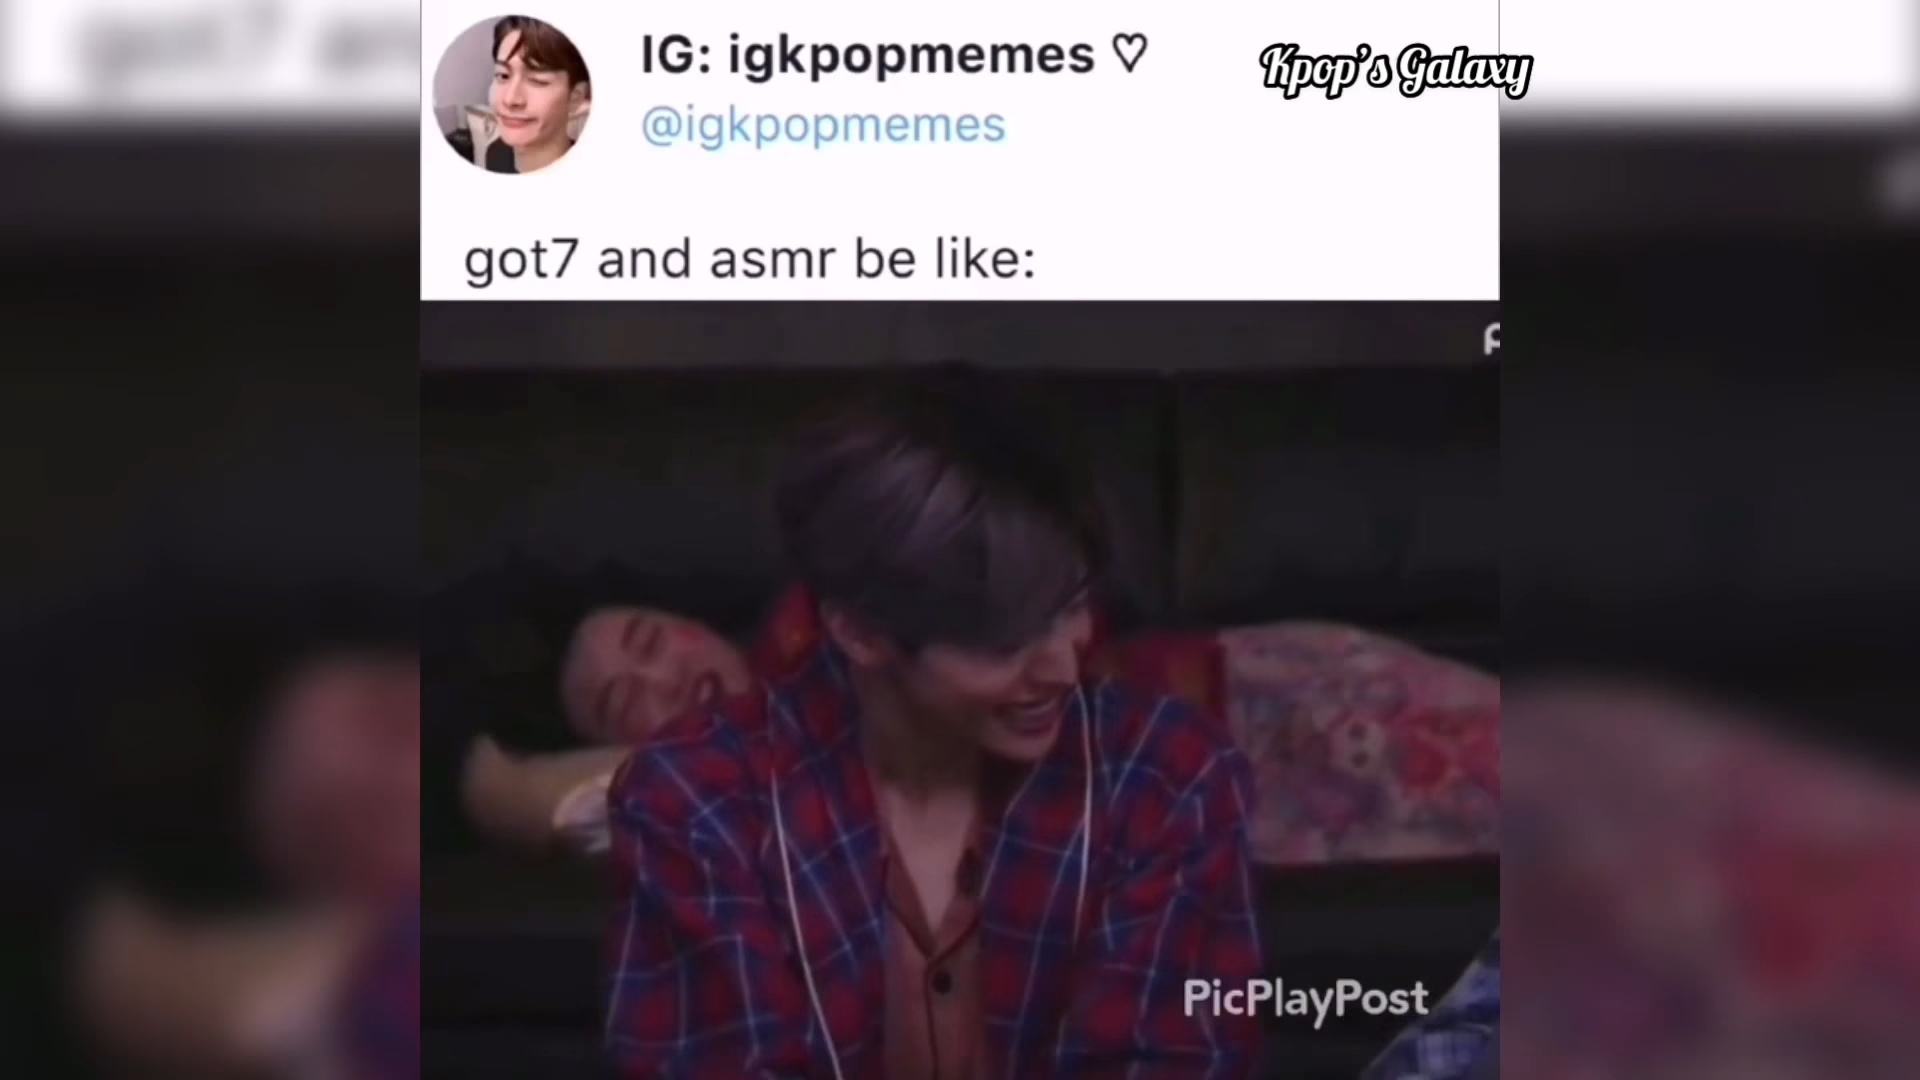 IG: igkpopmemes ♡
Kpop's Galaxy
@igkpopmemes
got7 and asmr be like:
PicPlayPost